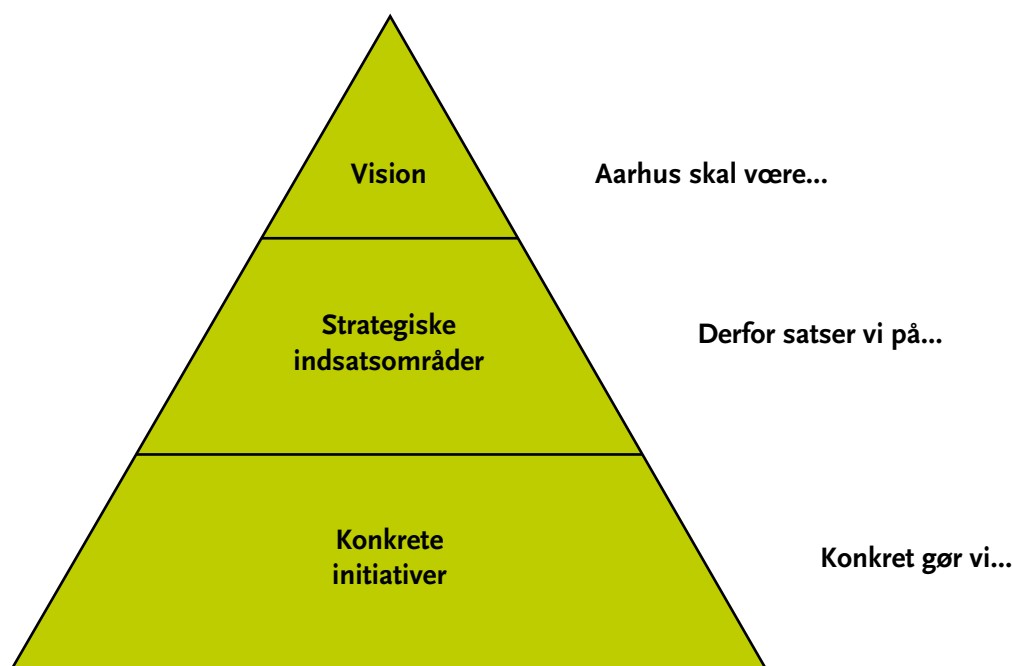 Vision
Aarhus skal være...
Strategiske
indsatsområder
Derfor satser vi på...
Konkrete
initiativer
Konkret gør vi...